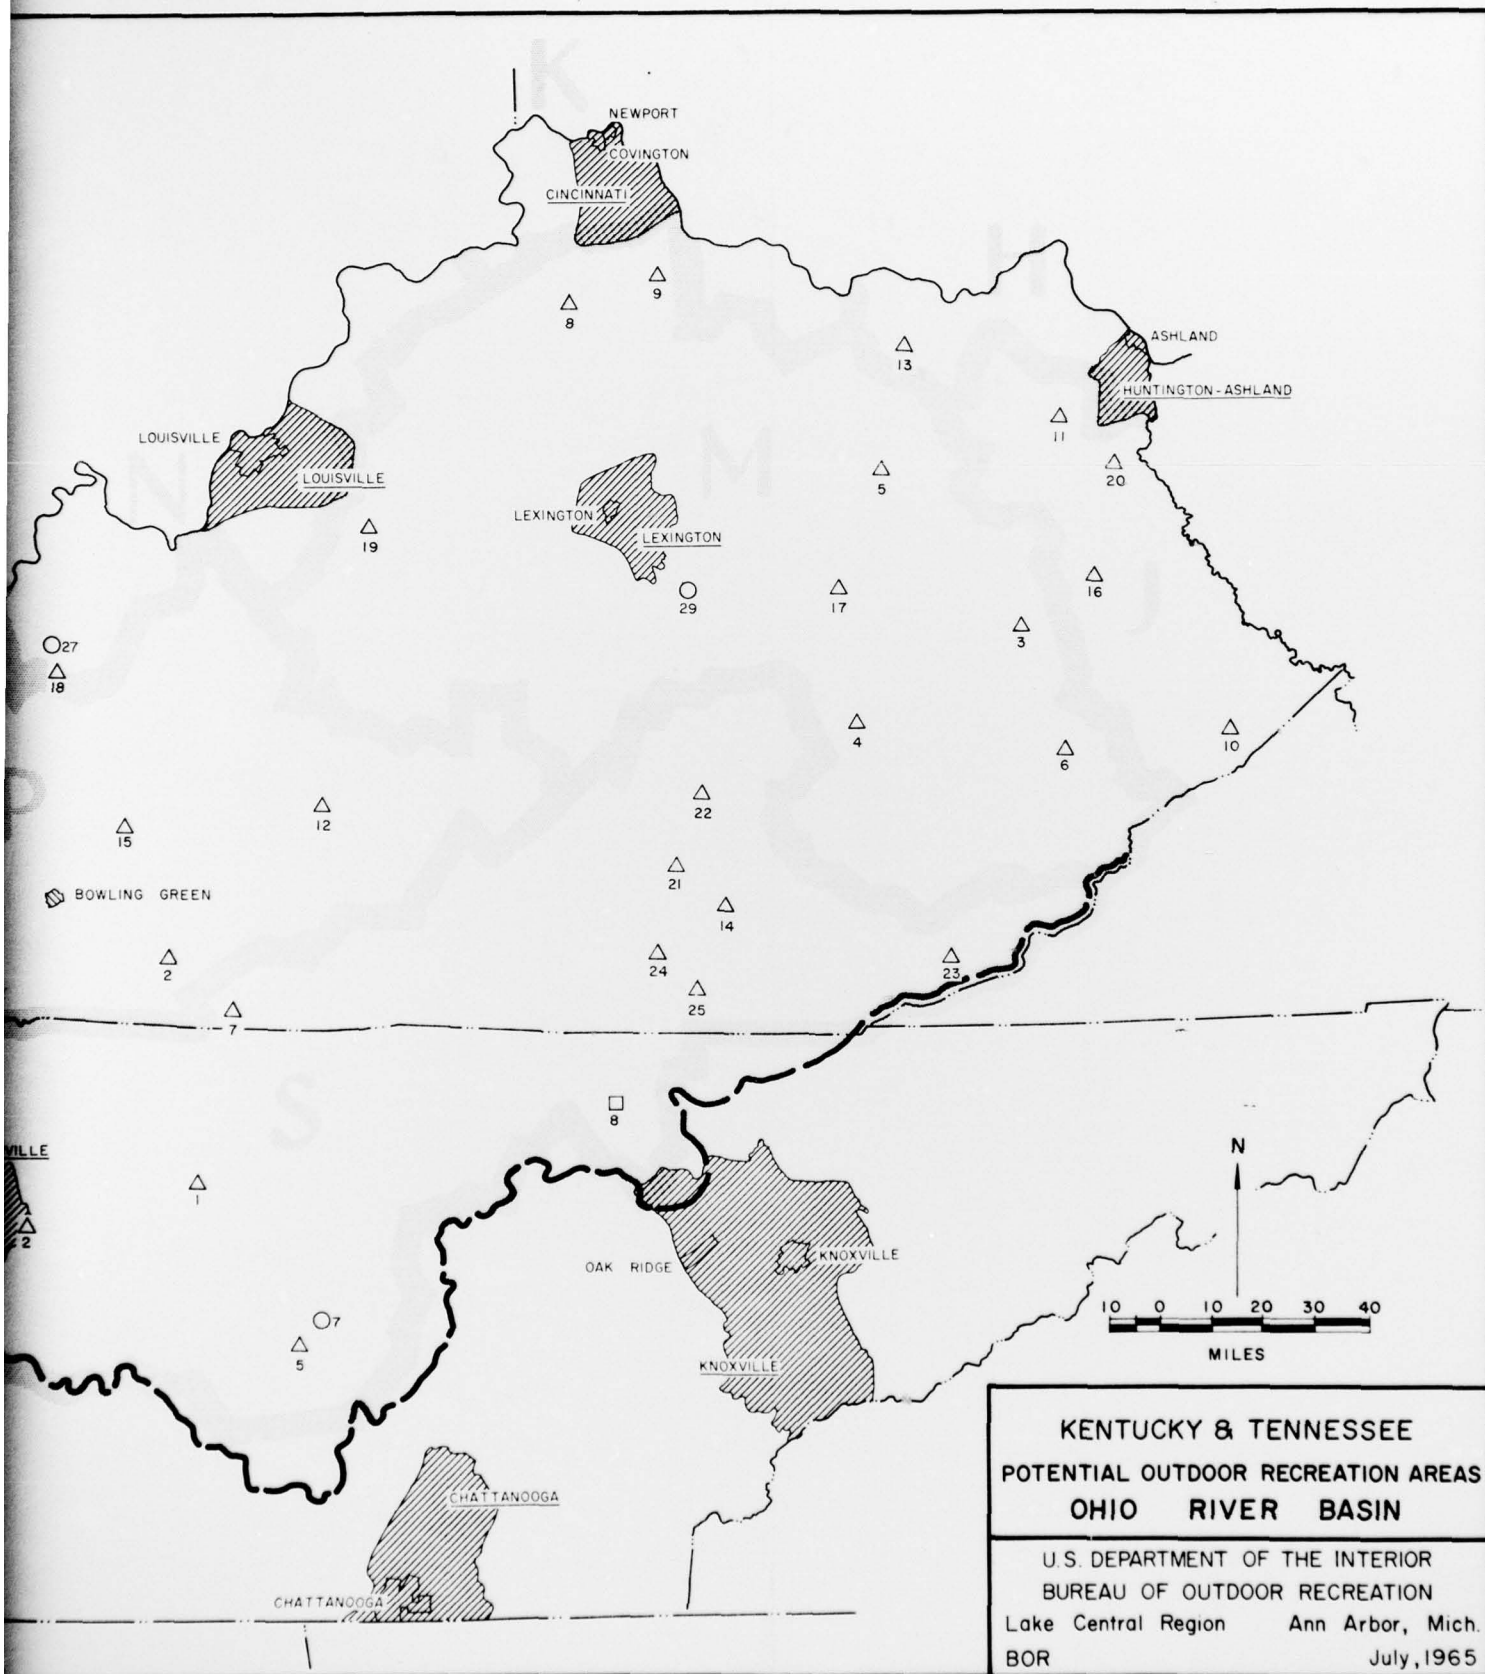 NEWPORT
COVINGTON
CINCINNATI
9
8
ASHLAND
13
HUNTINGTON-ASHLAND
11
LOUISVILLE
LOUISVILLE
5
20
LEXINGTON
LEXINGTON
19
29
17
16
3
27
18
4
10
6
22
12
15
21
BOWLING GREEN
14
24
2
23
25
7
8
N
VILLE
1
2
OAK RIDGE
KNOXVILLE
10 0 10 20 30 40
MILES
7
5
KNOXVILLE
CHATTANOOGA
CHATTANOOGA
KENTUCKY & TENNESSEE
POTENTIAL OUTDOOR RECREATION AREAS
OHIO RIVER BASIN
U.S. DEPARTMENT OF THE INTERIOR
BUREAU OF OUTDOOR RECREATION
Lake Central Region Ann Arbor, Mich.
BOR July, 1965